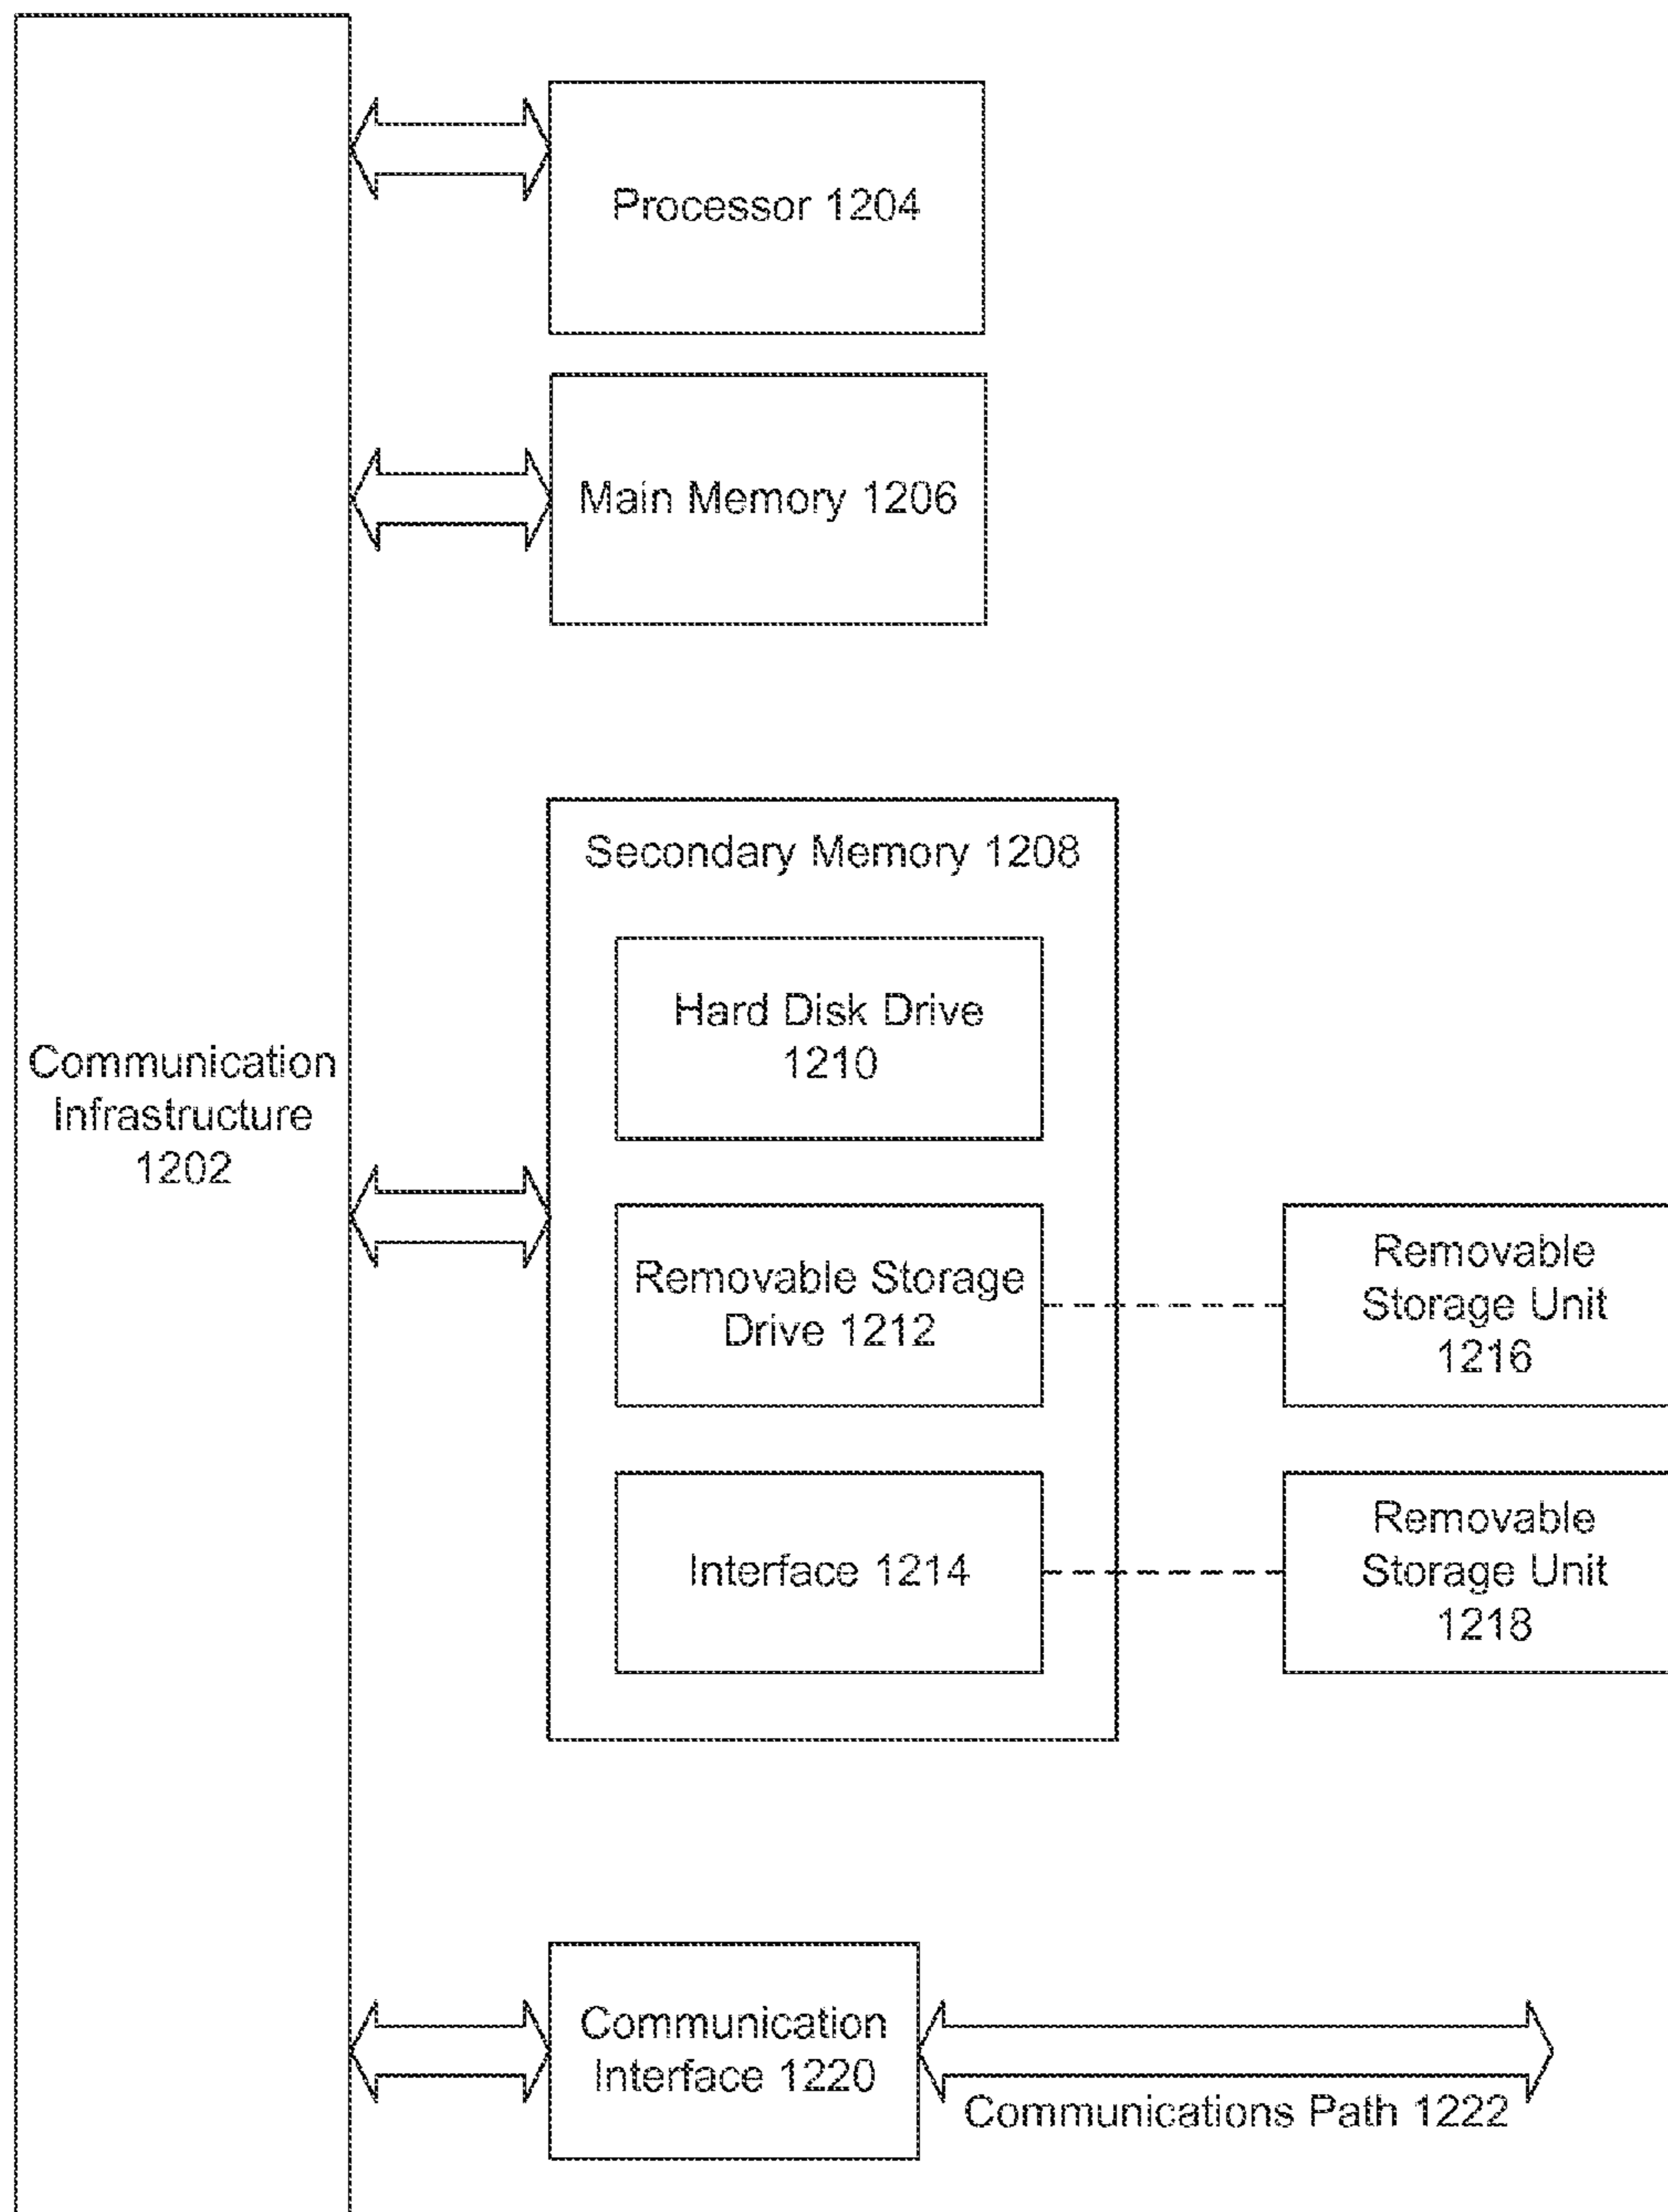 Processor 1204
Main Memory 1206
Communication
Infrastructure
1202
Secondary Memory 1208
Hard Disk Drive
1210
Removable Storage
Drive 1212
Interface 1214
Removable
Storage Unit
1216
Removable
Storage Unit
1218
Communication
Interface 1220
Communications Path 1222